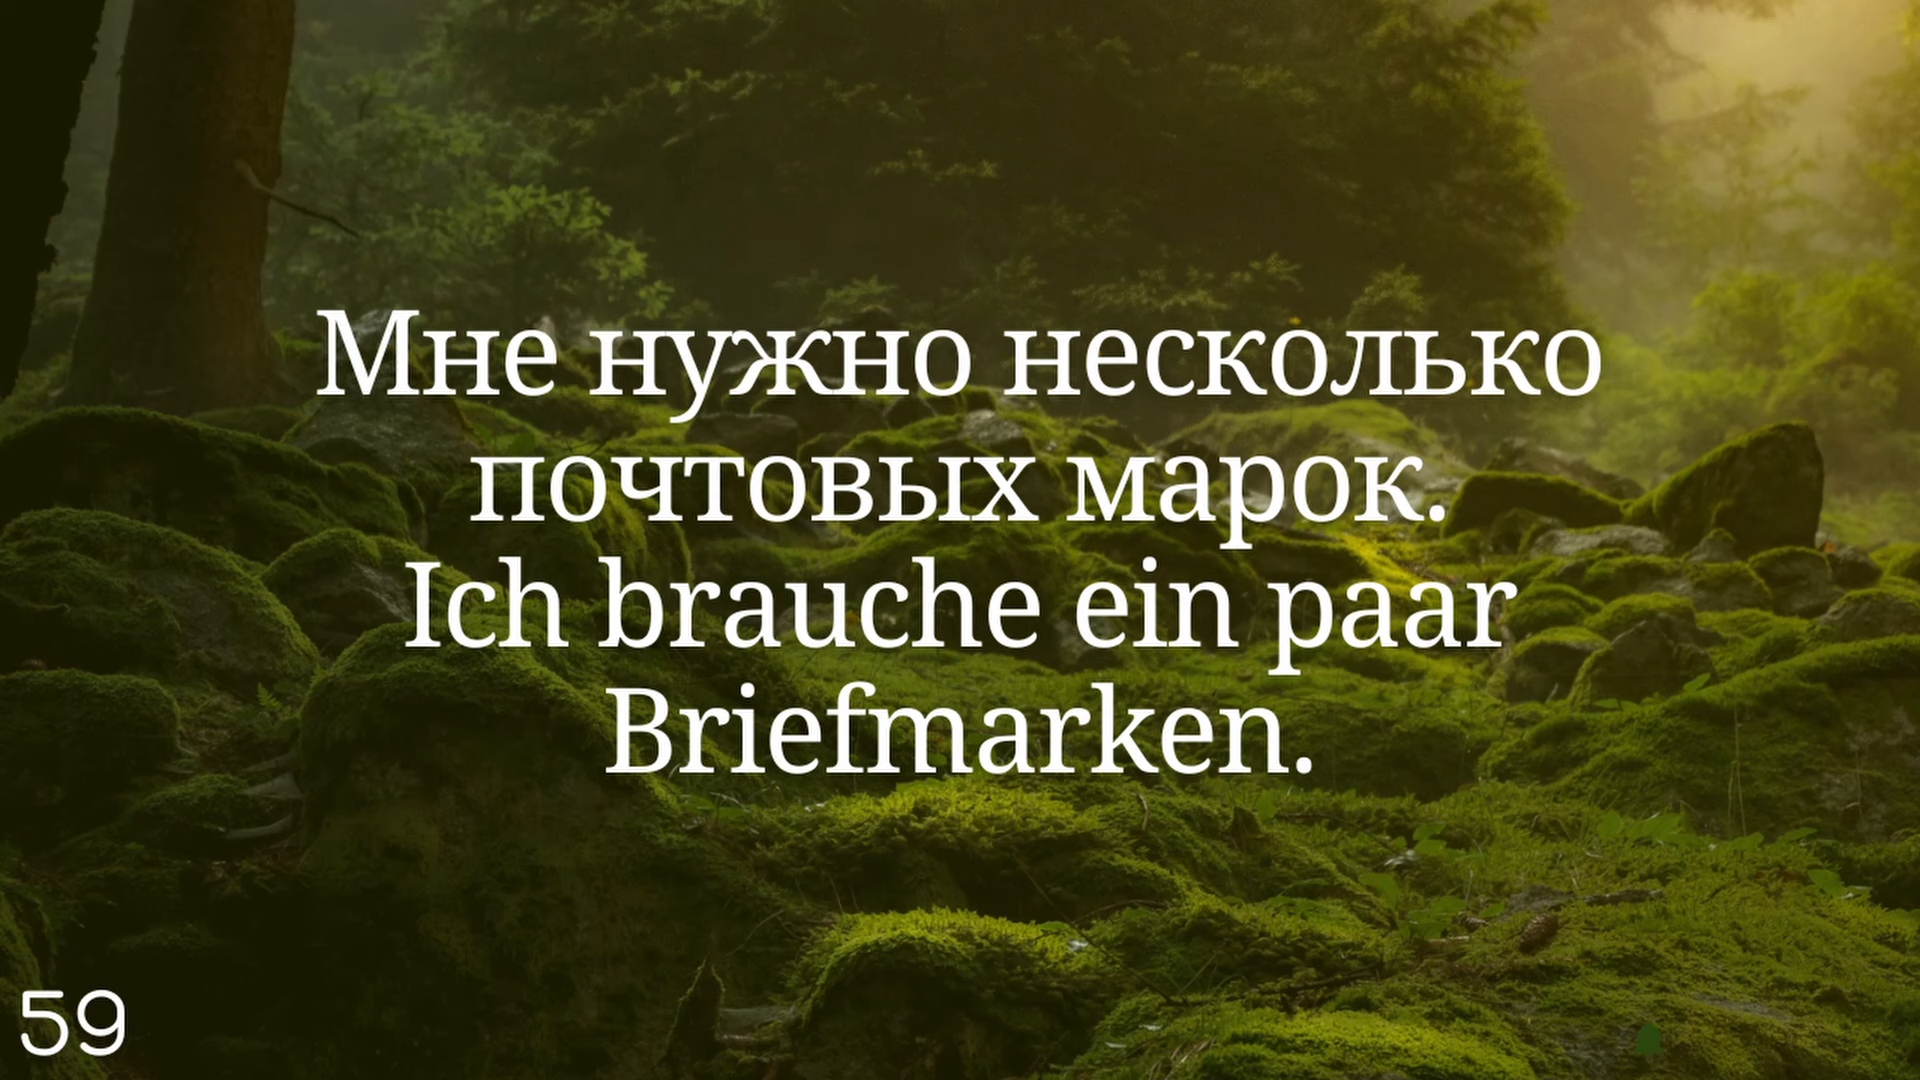 Мне нужно несколько
почтовых марок.
Ich brauche ein paar
Briefmarken.
59